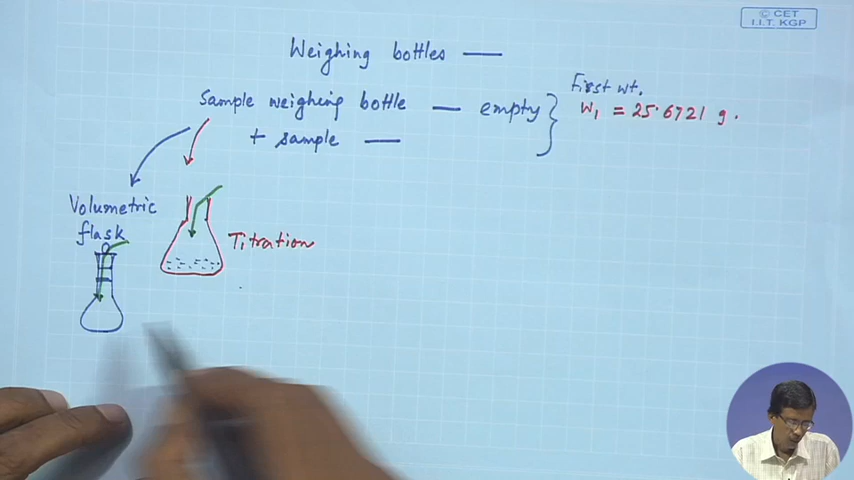 © CET
I.I.T. KGP
Weighing bottles —
Sample weighing bottle — empty
+ sample —
First wt.
W₁ = 25.6721 g.
Volumetric
flask
Titration